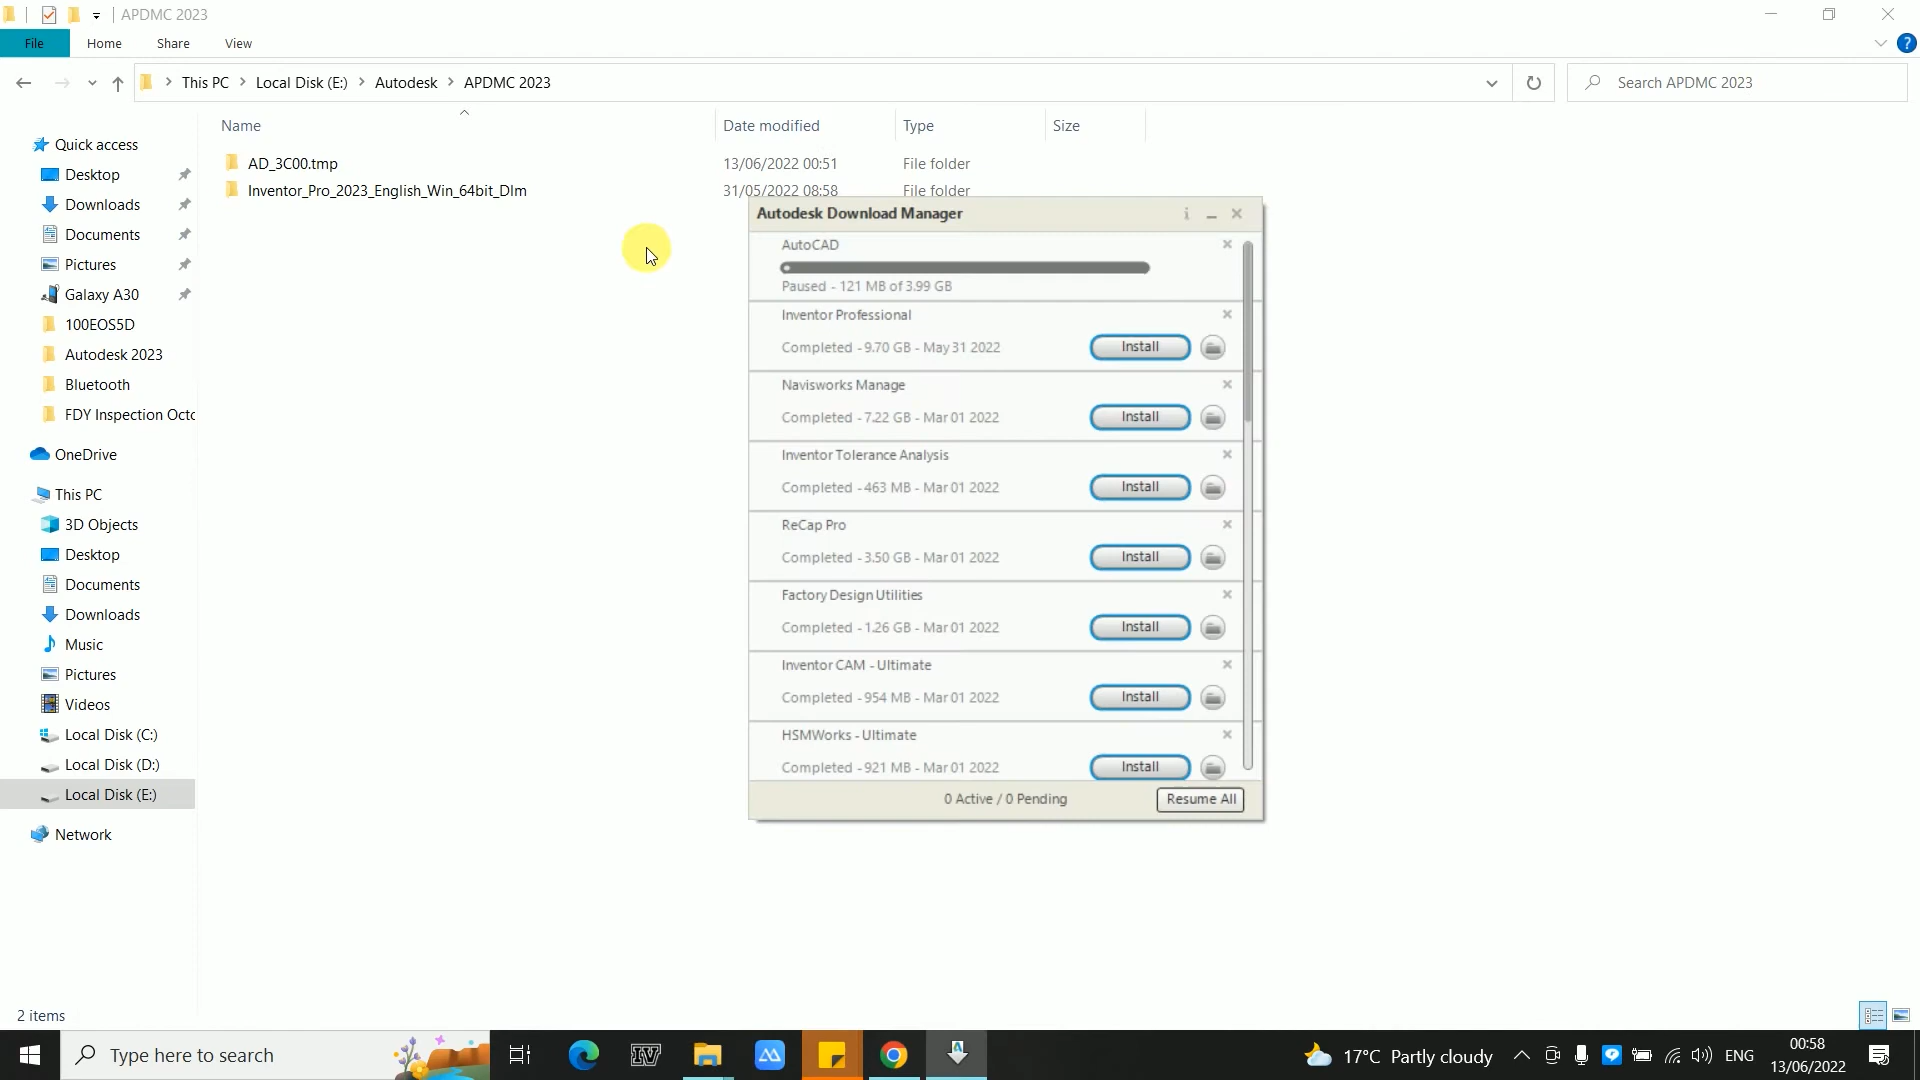 APDMC 2023
File Home Share View
This PC Local Disk (E:) Autodesk APDMC 2023
Search APDMC 2023
Name Date modified Type Size
AD_3C00.tmp 13/06/2022 00:51 File folder
Inventor_Pro_2023_English_Win_64bit_Dlm 31/05/2022 08:58 File folder
Quick access
Desktop
Downloads
Documents
Pictures
Galaxy A30
100EOS5D
Autodesk 2023
Bluetooth
FDY Inspection Octo
OneDrive
This PC
3D Objects
Desktop
Documents
Downloads
Music
Pictures
Videos
Local Disk (C:)
Local Disk (D:)
Local Disk (E:)
Network
2 items
Autodesk Download Manager
AutoCAD
Paused - 121 MB of 3.99 GB
Inventor Professional
Completed - 9.70 GB - May 31 2022 Install
Navisworks Manage
Completed - 7.22 GB - Mar 01 2022 Install
Inventor Tolerance Analysis
Completed - 463 MB - Mar 01 2022 Install
ReCap Pro
Completed - 3.50 GB - Mar 01 2022 Install
Factory Design Utilities
Completed - 1.26 GB - Mar 01 2022 Install
Inventor CAM - Ultimate
Completed - 954 MB - Mar 01 2022 Install
HSMWorks - Ultimate
Completed - 921 MB - Mar 01 2022 Install
0 Active / 0 Pending Resume All
Type here to search
17°C Partly cloudy
ENG
00:58
13/06/2022